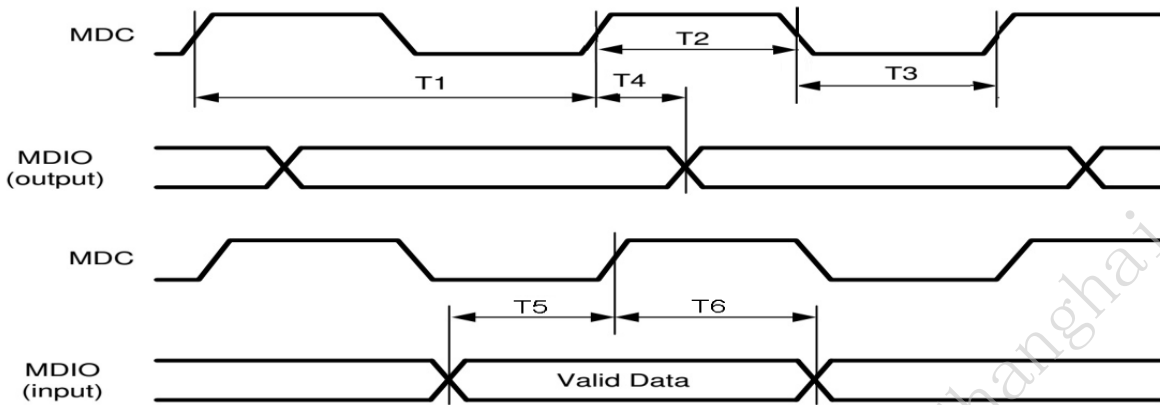 MDC
T2
T1
T4
T3
MDIO
(output)
MDC
T5
T6
MDIO
(input)
Valid Data